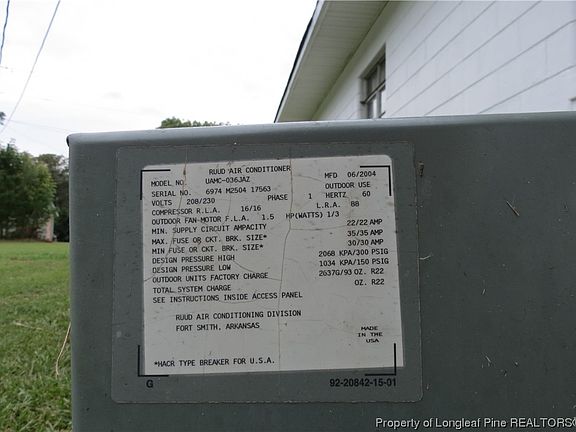 RUUD AIR CONDITIONER MFD 06/2004
MODEL NO. UAMC-036JAZ OUTDOOR USE
SERIAL NO. 6974 M2504 17563
VOLTS 208/230 PHASE 1 HERTZ 60
COMPRESSOR R.L.A. 16/16 L.R.A. 88
OUTDOOR FAN-MOTOR F.L.A. 1.5 HP(WATTS) 1/3
MIN. SUPPLY CIRCUIT AMPACITY 22/22 AMP
MAX. FUSE OR CKT. BRK. SIZE* 35/35 AMP
MIN FUSE OR CKT. BRK. SIZE* 30/30 AMP
DESIGN PRESSURE HIGH 2068 KPA/300 PSIG
DESIGN PRESSURE LOW 1034 KPA/150 PSIG
OUTDOOR UNITS FACTORY CHARGE 2637G/93 OZ. R22
TOTAL SYSTEM CHARGE OZ. R22
SEE INSTRUCTIONS INSIDE ACCESS PANEL
RUUD AIR CONDITIONING DIVISION
FORT SMITH, ARKANSAS
MADE
IN THE
USA
*HACR TYPE BREAKER FOR U.S.A.
G 92-20842-15-01
Property of Longleaf Pine REALTORS®